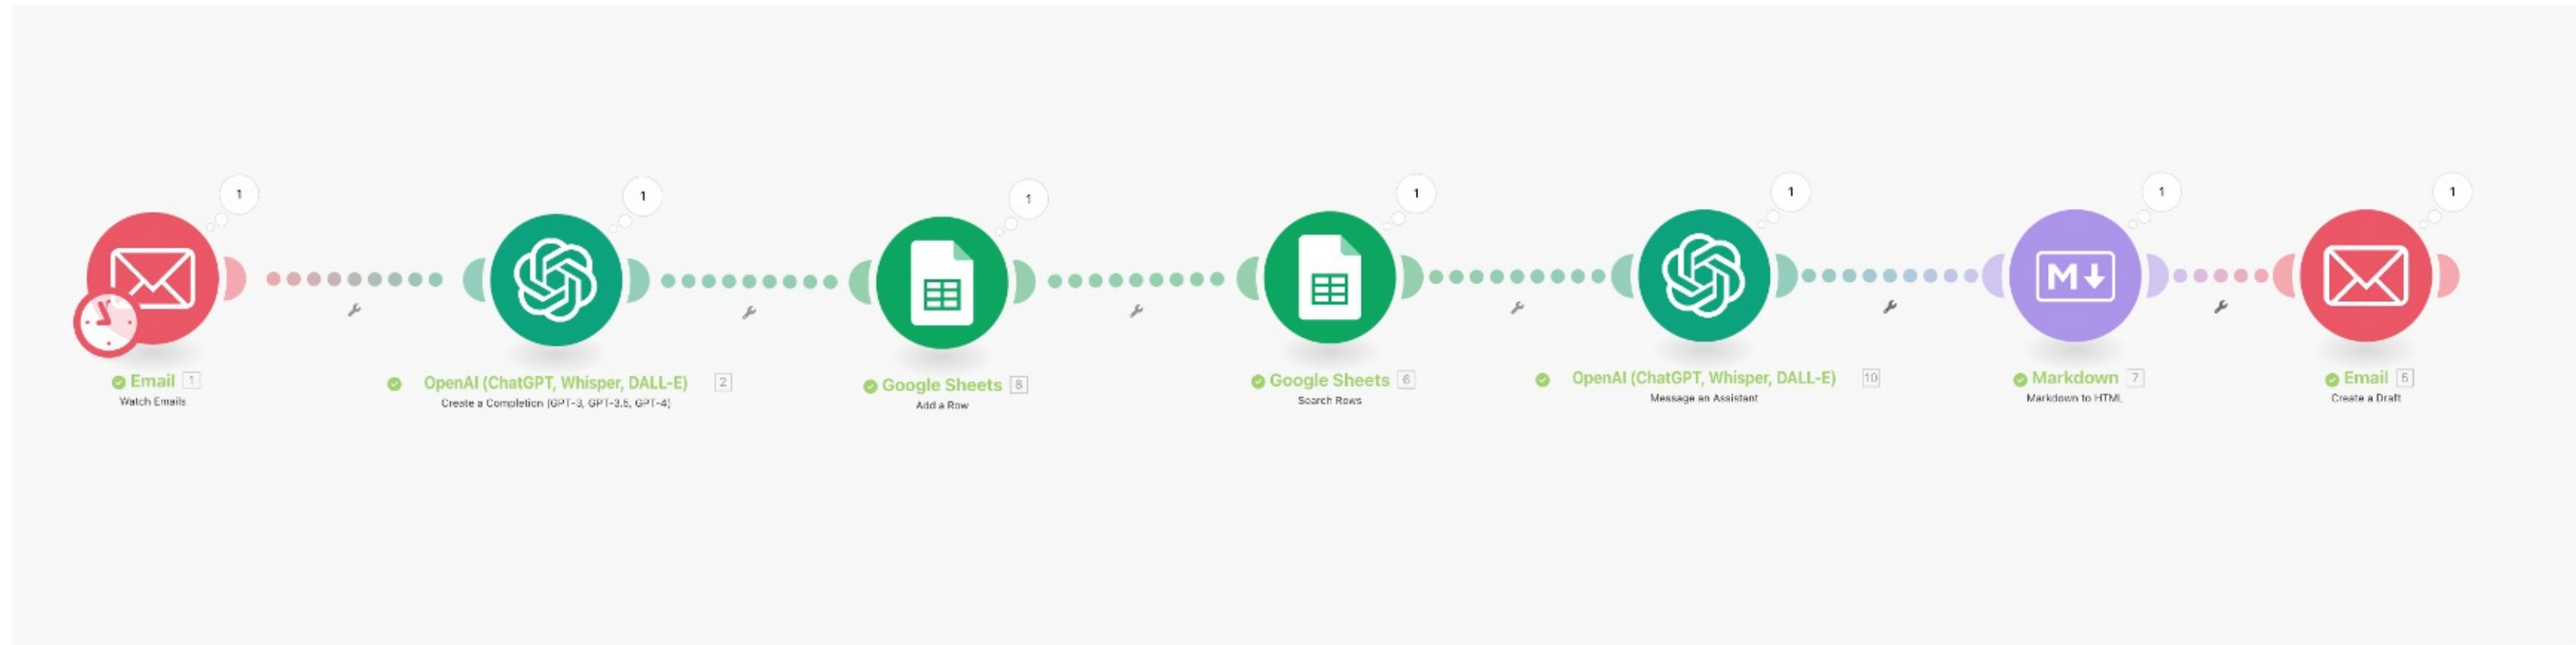 1
1
1
1
1
1
1
M
Email 1
Watch Emails
OpenAI (ChatGPT, Whisper, DALL-E) 2
Create a Completion (GPT-3, GPT-3.5, GPT-4)
Google Sheets 8
Add a Row
Google Sheets 6
Search Rows
OpenAI (ChatGPT, Whisper, DALL-E) 10
Message an Assistant
Markdown 7
Markdown to HTML
Email 5
Create a Draft